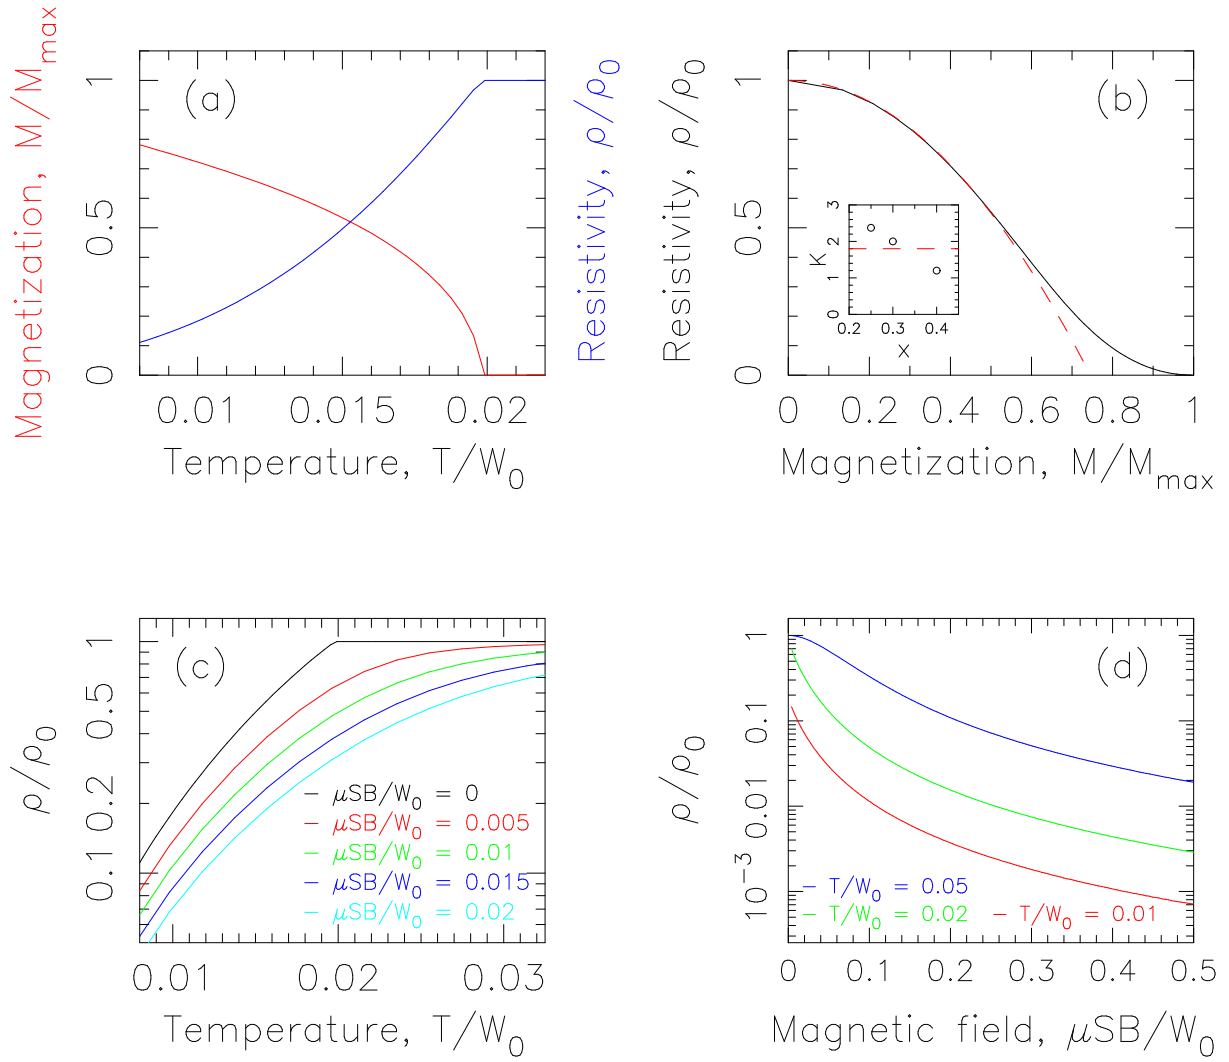 Magnetization, M/M_max
1
0.5
0
(a)
0.01 0.015 0.02
Temperature, T/W_0
Resistivity, ρ/ρ_0
Resistivity, ρ/ρ_0
1
0.5
0
(b)
K
3
2
1
0
0.2 0.3 0.4
x
0 0.2 0.4 0.6 0.8 1
Magnetization, M/M_max
ρ/ρ_0
1
0.5
0.2
0.1
(c)
μSB/W_0 = 0
μSB/W_0 = 0.005
μSB/W_0 = 0.01
μSB/W_0 = 0.015
μSB/W_0 = 0.02
0.01 0.02 0.03
Temperature, T/W_0
ρ/ρ_0
1
0.1
0.01
10^-3
(d)
T/W_0 = 0.05
T/W_0 = 0.02 T/W_0 = 0.01
0 0.1 0.2 0.3 0.4 0.5
Magnetic field, μSB/W_0